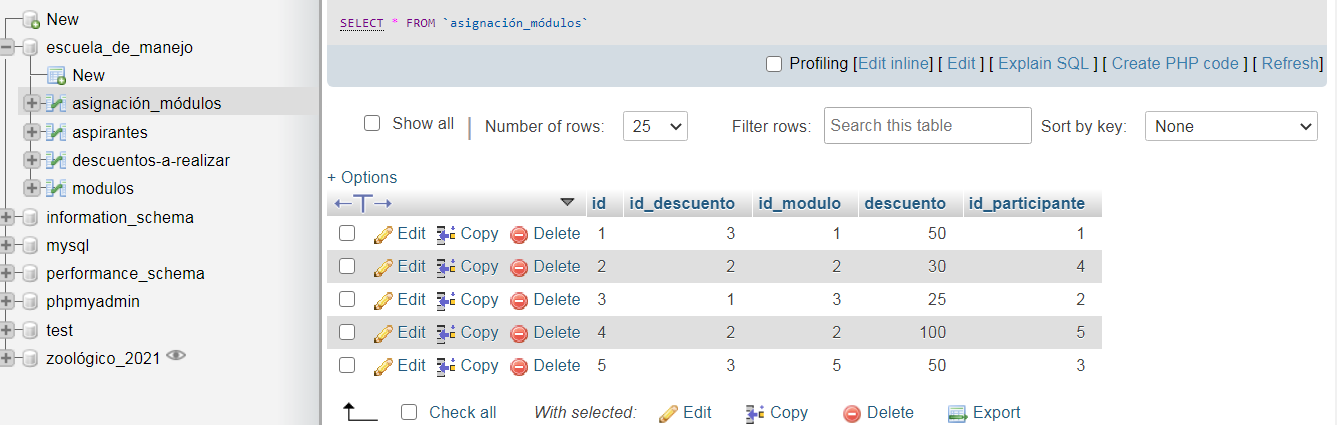 New
escuela_de_manejo
New
asignación_módulos
aspirantes
descuentos-a-realizar
modulos
information_schema
mysql
performance_schema
phpmyadmin
test
zoológico_2021
SELECT * FROM `asignación_módulos`
Profiling [Edit inline] [ Edit ] [ Explain SQL ] [ Create PHP code ] [ Refresh]
Show all | Number of rows: 25 Filter rows: Search this table Sort by key: None
+ Options
←T→ id id_descuento id_modulo descuento id_participante
Edit Copy Delete 1 3 1 50 1
Edit Copy Delete 2 2 2 30 4
Edit Copy Delete 3 1 3 25 2
Edit Copy Delete 4 2 2 100 5
Edit Copy Delete 5 3 5 50 3
Check all With selected: Edit Copy Delete Export